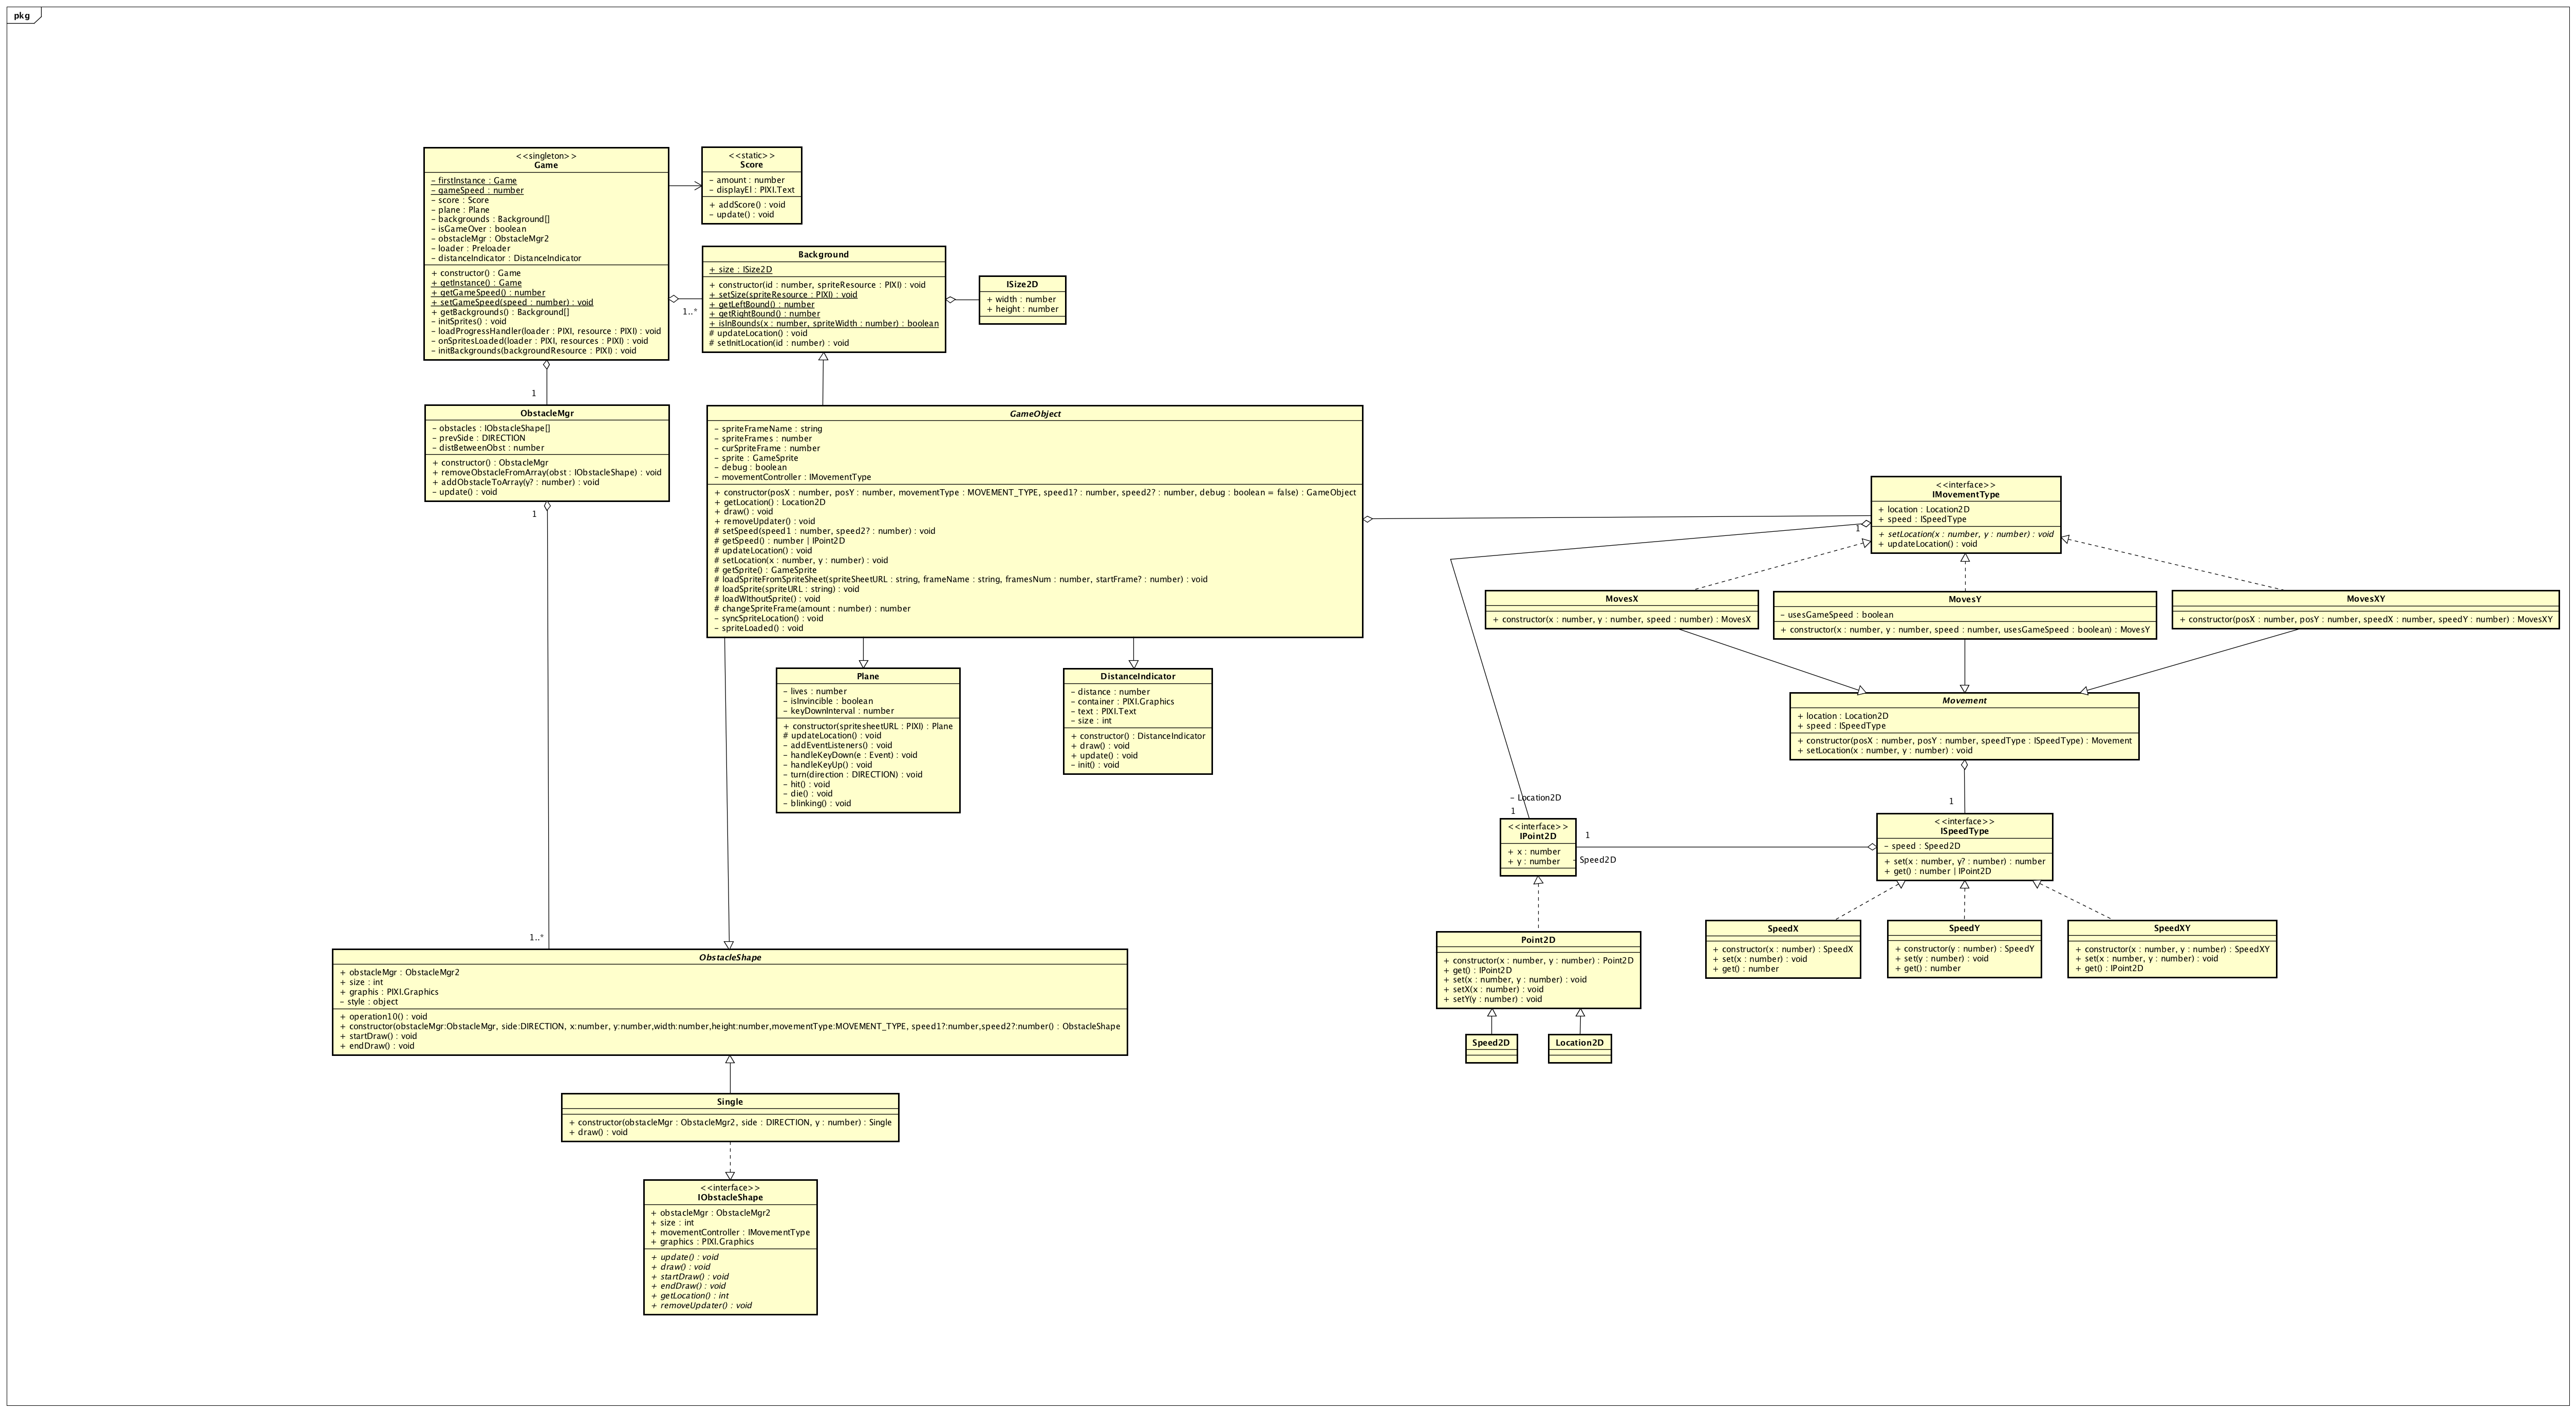 pkg
<<singleton>>
Game
- firstInstance : Game
- gameSpeed : number
- score : Score
- plane : Plane
- backgrounds : Background[]
- isGameOver : boolean
- obstacleMgr : ObstacleMgr2
- loader : Preloader
- distanceIndicator : DistanceIndicator
+ constructor() : Game
+ getInstance() : Game
+ getGameSpeed() : number
+ setGameSpeed(speed : number) : void
+ getBackgrounds() : Background[]
- initSprites() : void
- loadProgressHandler(loader : PIXI, resource : PIXI) : void
- onSpritesLoaded(loader : PIXI, resources : PIXI) : void
- initBackgrounds(backgroundResource : PIXI) : void
<<static>>
Score
- amount : number
- displayEl : PIXI.Text
+ addScore() : void
- update() : void
1..*
Background
+ size : ISize2D
+ constructor(id : number, spriteResource : PIXI) : void
+ setSize(spriteResource : PIXI) : void
+ getLeftBound() : number
+ getRightBound() : number
+ isInBounds(x : number, spriteWidth : number) : boolean
# updateLocation() : void
# setInitLocation(id : number) : void
ISize2D
+ width : number
+ height : number
1
ObstacleMgr
- obstacles : IObstacleShape[]
- prevSide : DIRECTION
- distBetweenObst : number
+ constructor() : ObstacleMgr
+ removeObstacleFromArray(obst : IObstacleShape) : void
+ addObstacleToArray(y? : number) : void
- update() : void
1
GameObject
- spriteFrameName : string
- spriteFrames : number
- curSpriteFrame : number
- sprite : GameSprite
- debug : boolean
- movementController : IMovementType
+ constructor(posX : number, posY : number, movementType : MOVEMENT_TYPE, speed1? : number, speed2? : number, debug : boolean = false) : GameObject
+ getLocation() : Location2D
+ draw() : void
+ removeUpdater() : void
# setSpeed(speed1 : number, speed2? : number) : void
# getSpeed() : number | IPoint2D
# updateLocation() : void
# setLocation(x : number, y : number) : void
# getSprite() : GameSprite
# loadSpriteFromSpriteSheet(spriteSheetURL : string, frameName : string, framesNum : number, startFrame? : number) : void
# loadSprite(spriteURL : string) : void
# loadWIthoutSprite() : void
# changeSpriteFrame(amount : number) : number
- syncSpriteLocation() : void
- spriteLoaded() : void
<<interface>>
IMovementType
+ location : Location2D
+ speed : ISpeedType
+ setLocation(x : number, y : number) : void
+ updateLocation() : void
1
MovesX
+ constructor(x : number, y : number, speed : number) : MovesX
MovesY
- usesGameSpeed : boolean
+ constructor(x : number, y : number, speed : number, usesGameSpeed : boolean) : MovesY
MovesXY
+ constructor(posX : number, posY : number, speedX : number, speedY : number) : MovesXY
Plane
- lives : number
- isInvincible : boolean
- keyDownInterval : number
+ constructor(spritesheetURL : PIXI) : Plane
# updateLocation() : void
- addEventListeners() : void
- handleKeyDown(e : Event) : void
- handleKeyUp() : void
- turn(direction : DIRECTION) : void
- hit() : void
- die() : void
- blinking() : void
DistanceIndicator
- distance : number
- container : PIXI.Graphics
- text : PIXI.Text
- size : int
+ constructor() : DistanceIndicator
+ draw() : void
+ update() : void
- init() : void
Movement
+ location : Location2D
+ speed : ISpeedType
+ constructor(posX : number, posY : number, speedType : ISpeedType) : Movement
+ setLocation(x : number, y : number) : void
1
- Location2D
1
<<interface>>
IPoint2D
+ x : number
+ y : number
1
- Speed2D
<<interface>>
ISpeedType
- speed : Speed2D
+ set(x : number, y? : number) : number
+ get() : number | IPoint2D
SpeedX
+ constructor(x : number) : SpeedX
+ set(x : number) : void
+ get() : number
SpeedY
+ constructor(y : number) : SpeedY
+ set(y : number) : void
+ get() : number
SpeedXY
+ constructor(x : number, y : number) : SpeedXY
+ set(x : number, y : number) : void
+ get() : IPoint2D
Point2D
+ constructor(x : number, y : number) : Point2D
+ get() : IPoint2D
+ set(x : number, y : number) : void
+ setX(x : number) : void
+ setY(y : number) : void
Speed2D
Location2D
1..*
ObstacleShape
+ obstacleMgr : ObstacleMgr2
+ size : int
+ graphis : PIXI.Graphics
- style : object
+ operation10() : void
+ constructor(obstacleMgr:ObstacleMgr, side:DIRECTION, x:number, y:number,width:number,height:number,movementType:MOVEMENT_TYPE, speed1?:number,speed2?:number() : ObstacleShape
+ startDraw() : void
+ endDraw() : void
Single
+ constructor(obstacleMgr : ObstacleMgr2, side : DIRECTION, y : number) : Single
+ draw() : void
<<interface>>
IObstacleShape
+ obstacleMgr : ObstacleMgr2
+ size : int
+ movementController : IMovementType
+ graphics : PIXI.Graphics
+ update() : void
+ draw() : void
+ startDraw() : void
+ endDraw() : void
+ getLocation() : int
+ removeUpdater() : void